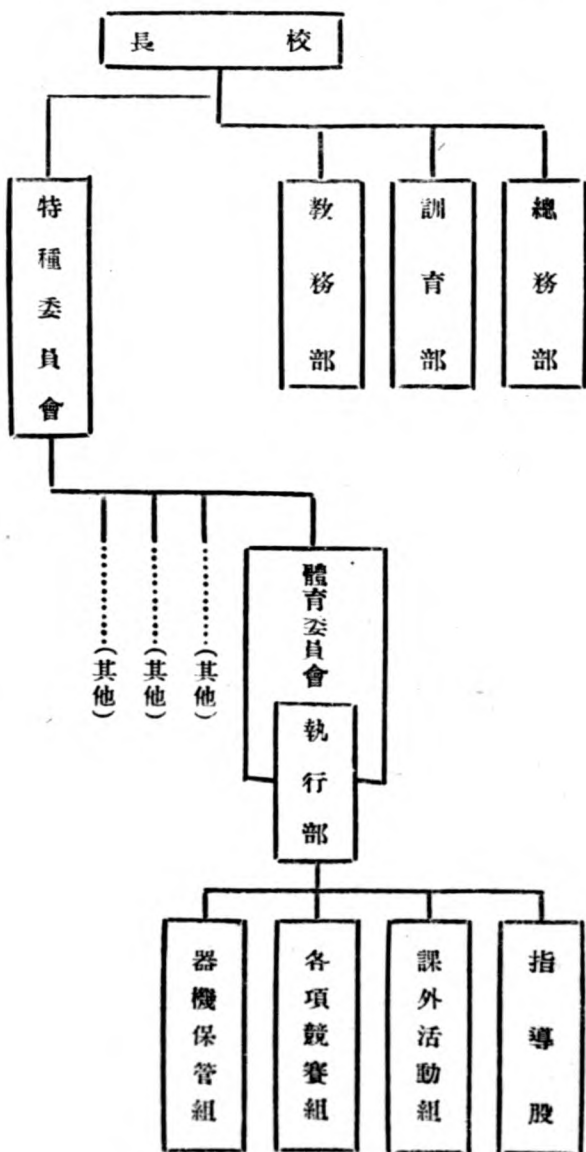 校長
總務部
訓育部
教務部
特種委員會
體育委員會
執行部
(其他)
(其他)
(其他)
指導股
課外活動組
各項競賽組
器機保管組